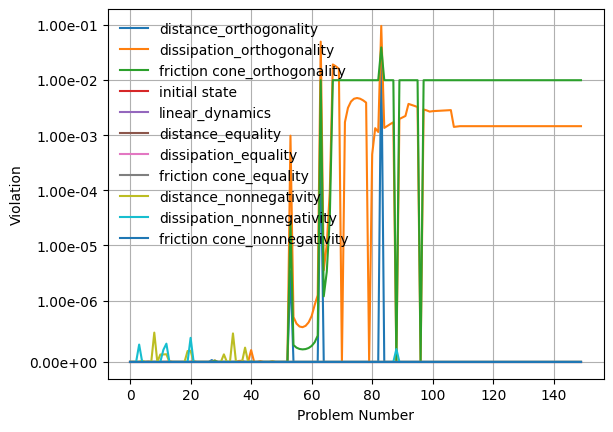 1.00e-01
1.00e-02
1.00e-03
1.00e-04
1.00e-05
1.00e-06
0.00e+00
Violation
distance_orthogonality
dissipation_orthogonality
friction cone_orthogonality
initial state
linear_dynamics
distance_equality
dissipation_equality
friction cone_equality
distance_nonnegativity
dissipation_nonnegativity
friction cone_nonnegativity
0 20 40 60 80 100 120 140
Problem Number